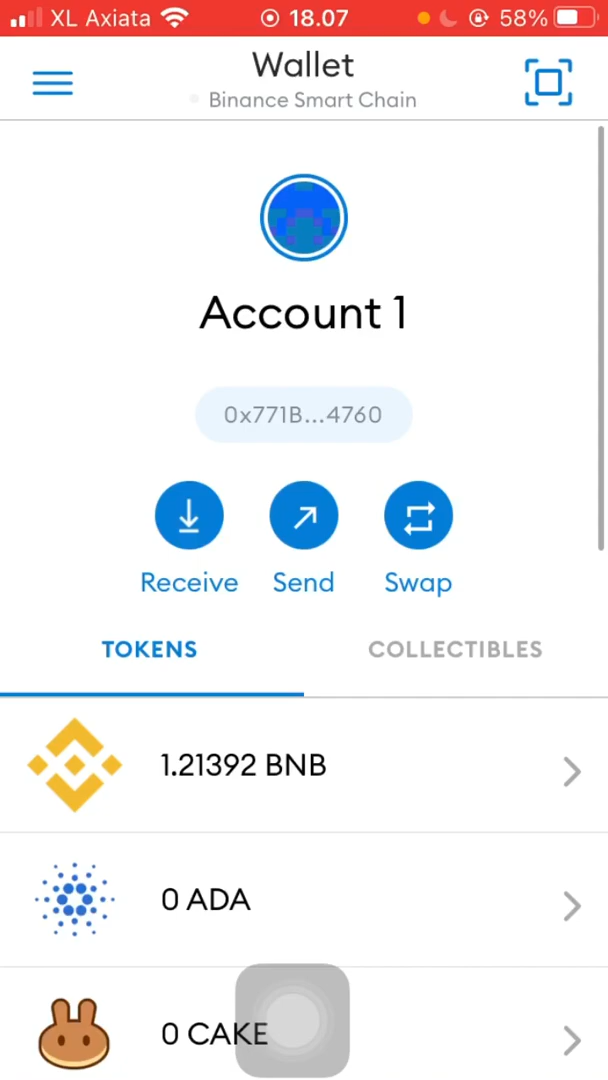 XL Axiata 18.07 58%
Wallet
Binance Smart Chain
Account 1
0x771B...4760
Receive Send Swap
TOKENS COLLECTIBLES
1.21392 BNB
0 ADA
0 CAKE